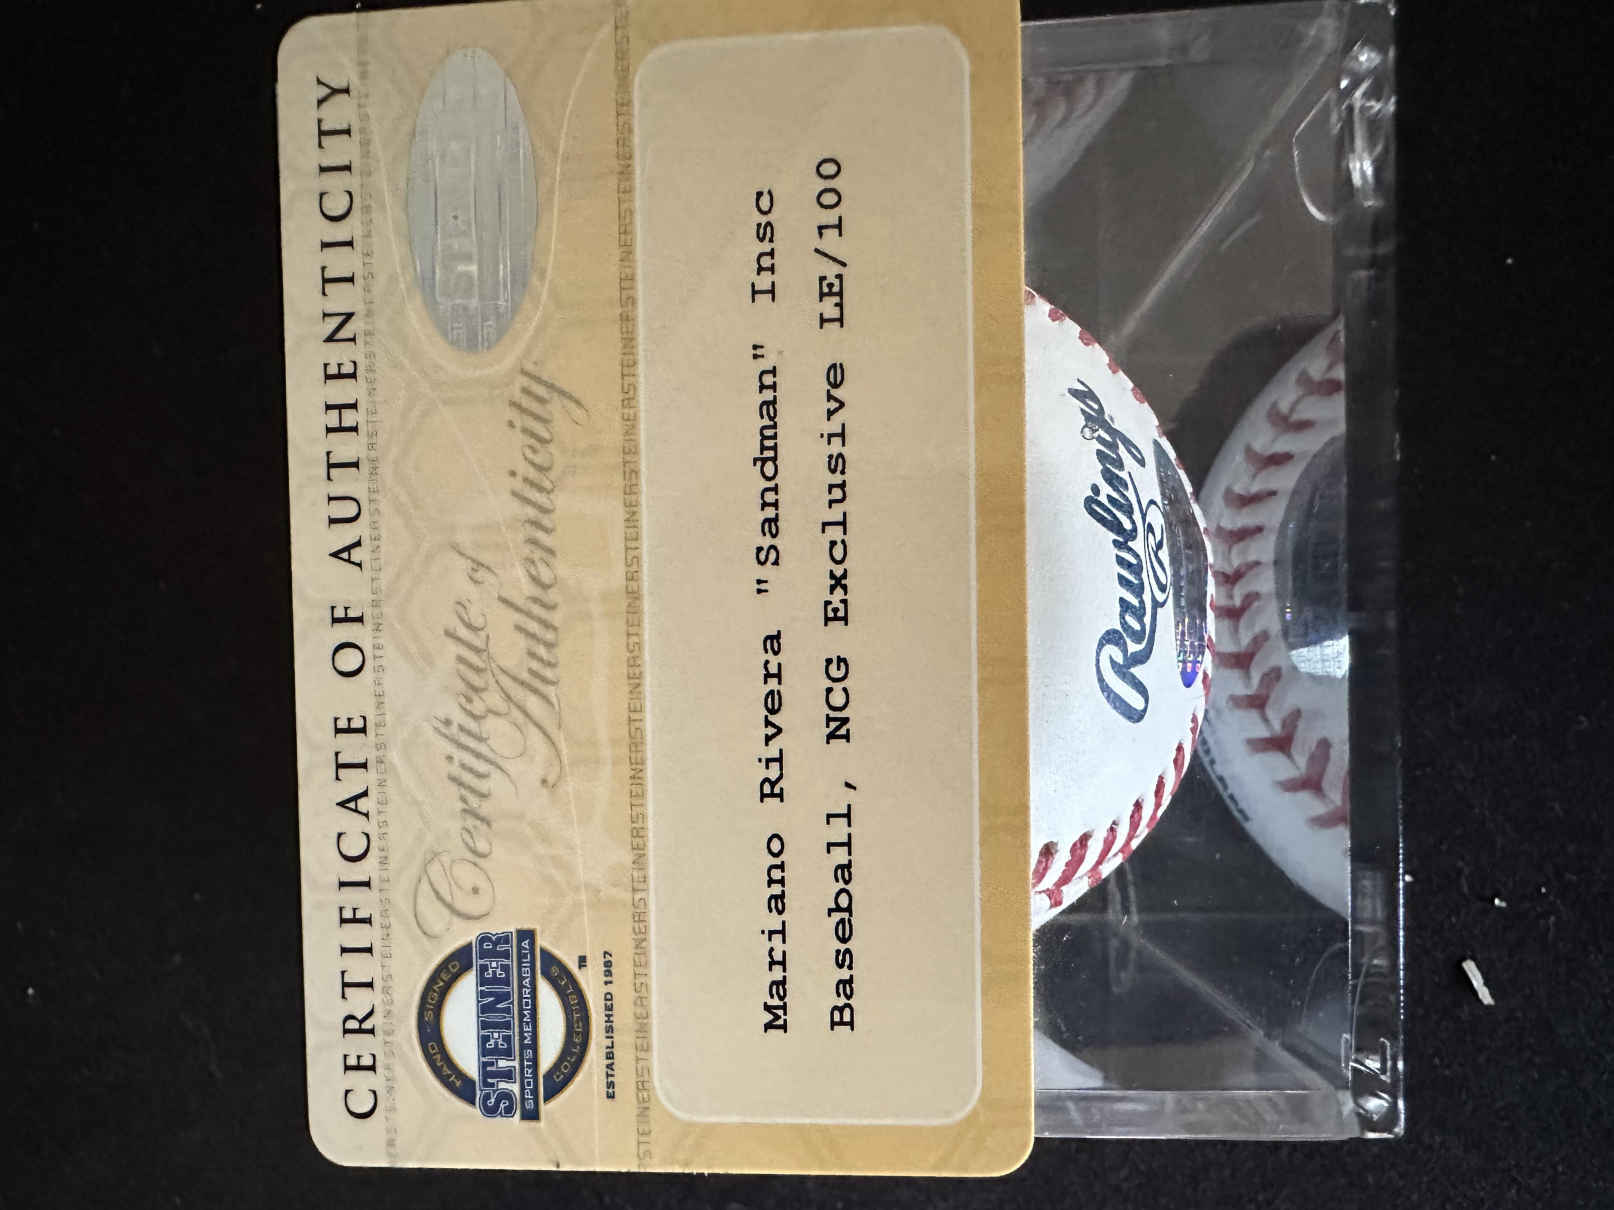 CERTIFICATE OF AUTHENTICITY
Certificate of
Authenticity
HAND - SIGNED
STEINER
SPORTS MEMORABILIA
COLLECTIBLES
TM
ESTABLISHED 1987
Mariano Rivera "Sandman" Insc
Baseball, NCG Exclusive LE/100
Rawlings
R